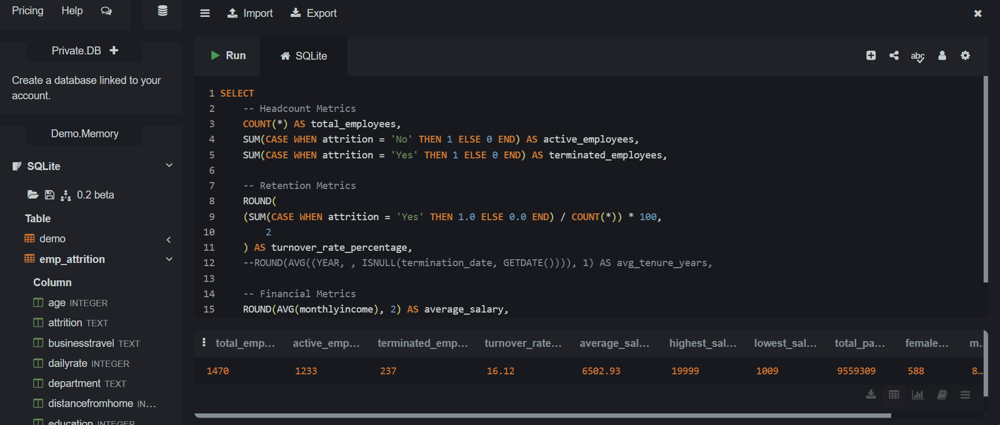 Pricing Help
Import Export
Private.DB
Create a database linked to your
account.
Demo.Memory
SQLite
0.2 beta
Table
demo
emp_attrition
Column
age INTEGER
attrition TEXT
businesstravel TEXT
dailyrate INTEGER
department TEXT
distancefromhome IN...
education INTEGER
Run SQLite abc
1 SELECT
2 -- Headcount Metrics
3 COUNT(*) AS total_employees,
4 SUM(CASE WHEN attrition = 'No' THEN 1 ELSE 0 END) AS active_employees,
5 SUM(CASE WHEN attrition = 'Yes' THEN 1 ELSE 0 END) AS terminated_employees,
6
7 -- Retention Metrics
8 ROUND(
9 (SUM(CASE WHEN attrition = 'Yes' THEN 1.0 ELSE 0.0 END) / COUNT(*)) * 100,
10 2
11 ) AS turnover_rate_percentage,
12 --ROUND(AVG((YEAR, , ISNULL(termination_date, GETDATE()))), 1) AS avg_tenure_years,
13
14 -- Financial Metrics
15 ROUND(AVG(monthlyincome), 2) AS average_salary,
total_emp... active_emp... terminated_emp... turnover_rate... average_sal... highest_sal... lowest_sal... total_pa... female... m...
1470 1233 237 16.12 6502.93 19999 1009 9559309 588 8...